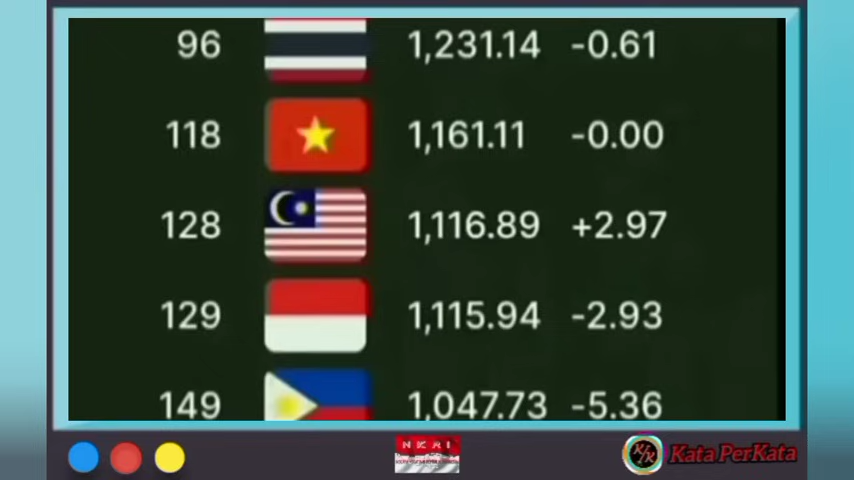 96 1,231.14 -0.61
118 1,161.11 -0.00
128 1,116.89 +2.97
129 1,115.94 -2.93
149 1,047.73 -5.36
NKRI
Kata PerKata